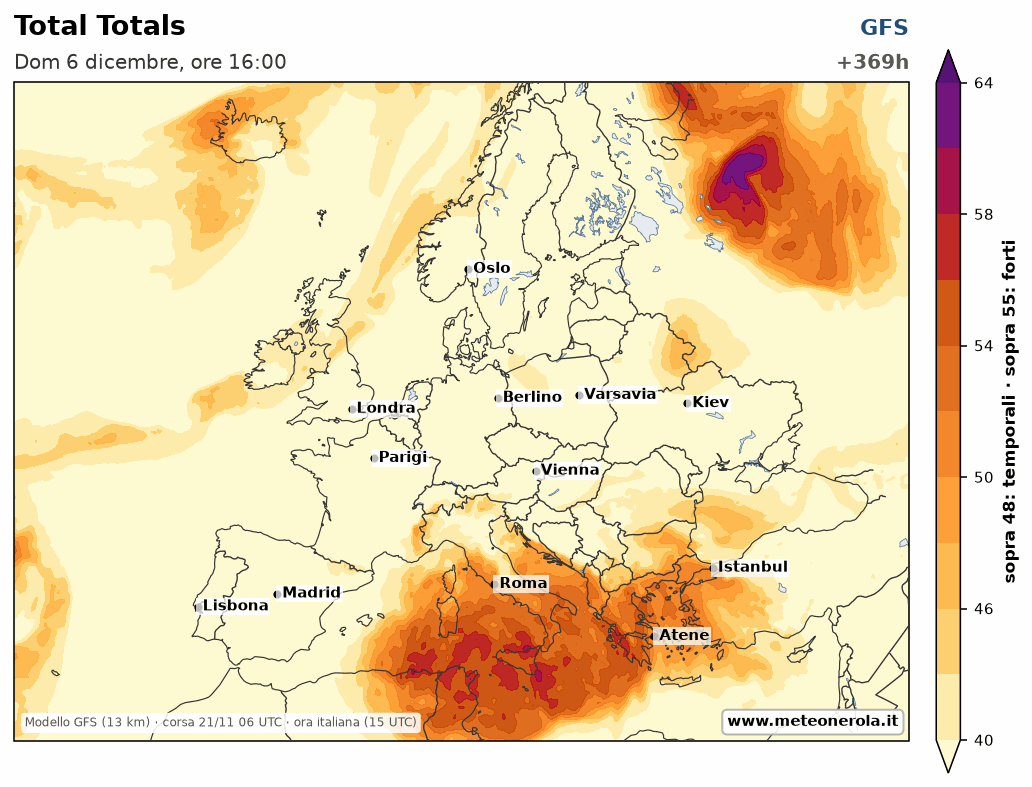 Total Totals
GFS
Dom 6 dicembre, ore 16:00
+369h
64
58
54
50
46
40
sopra 48: temporali · sopra 55: forti
Oslo
Berlino
Varsavia
Kiev
Londra
Parigi
Vienna
Istanbul
Roma
Madrid
Lisbona
Atene
Modello GFS (13 km) · corsa 21/11 06 UTC · ora italiana (15 UTC)
www.meteonerola.it